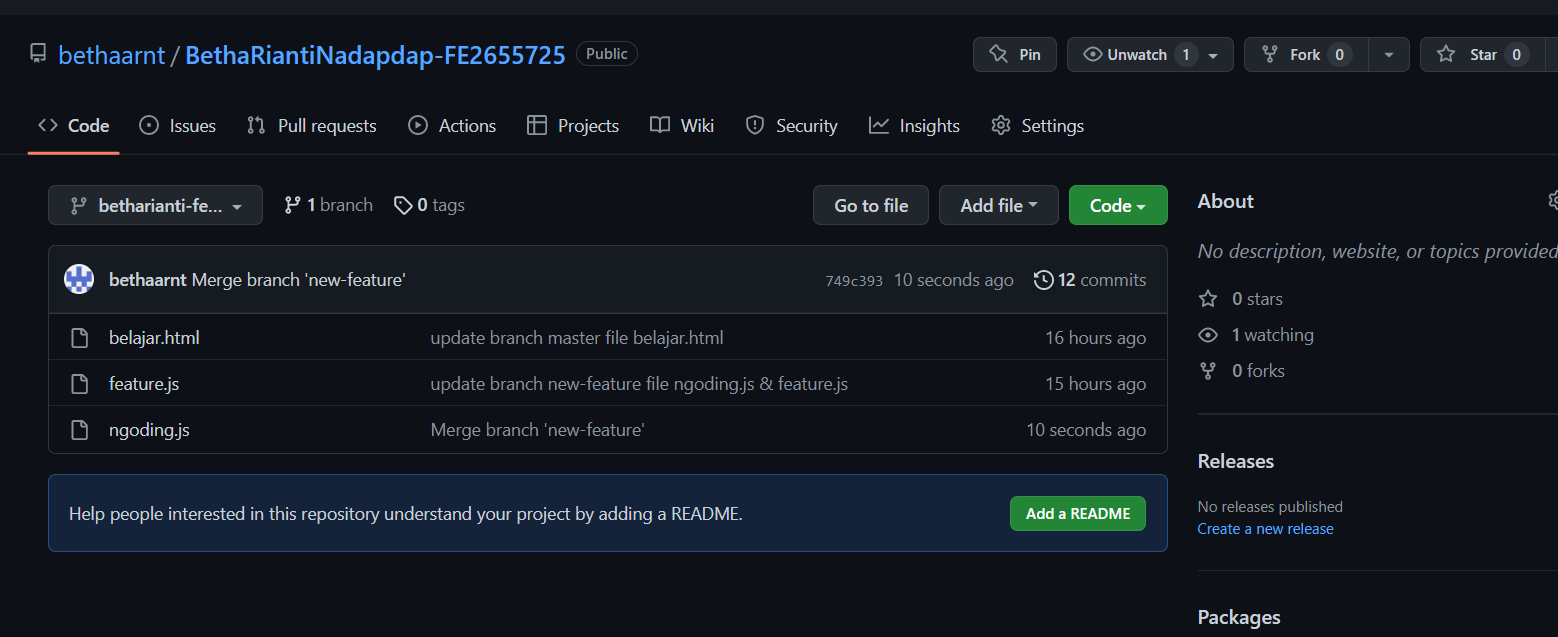 bethaarnt / BethaRiantiNadapdap-FE2655725 Public
Pin
Unwatch 1
Fork 0
Star 0
Code
Issues
Pull requests
Actions
Projects
Wiki
Security
Insights
Settings
betharianti-fe...
1 branch
0 tags
Go to file
Add file
Code
bethaarnt Merge branch 'new-feature'
749c393 10 seconds ago
12 commits
belajar.html update branch master file belajar.html 16 hours ago
feature.js update branch new-feature file ngoding.js & feature.js 15 hours ago
ngoding.js Merge branch 'new-feature' 10 seconds ago
Help people interested in this repository understand your project by adding a README.
Add a README
About
No description, website, or topics provided
0 stars
1 watching
0 forks
Releases
No releases published
Create a new release
Packages